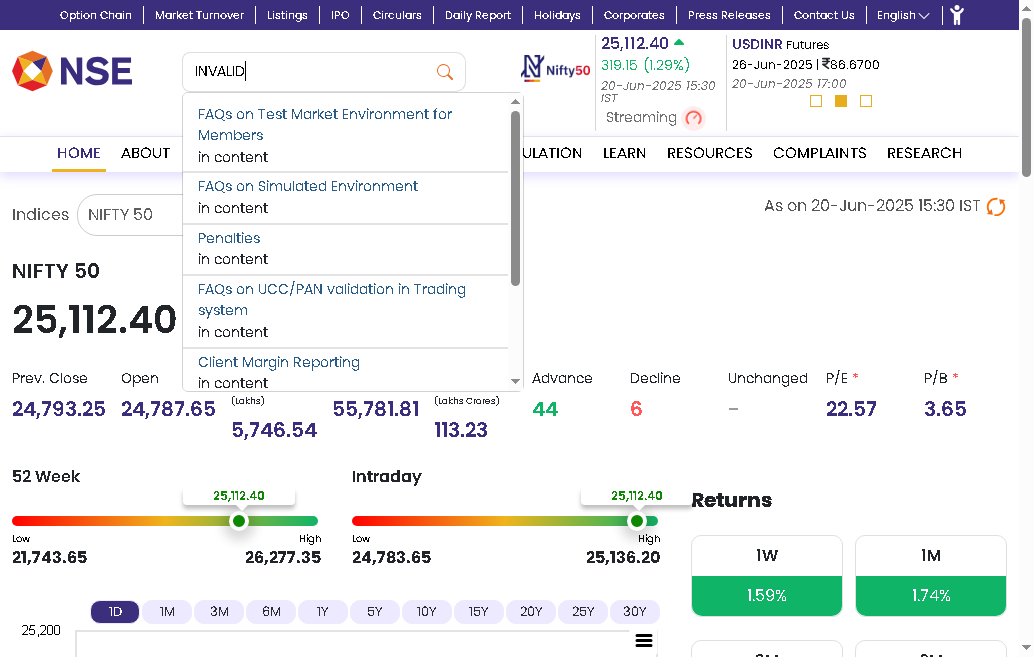 Option Chain Market Turnover Listings IPO Circulars Daily Report Holidays Corporates Press Releases Contact Us English
NSE
INVALID
Nifty50
25,112.40
319.15 (1.29%)
20-Jun-2025 15:30
IST
Streaming
USDINR Futures
26-Jun-2025 | ₹86.6700
20-Jun-2025 17:00
HOME ABOUT ULATION LEARN RESOURCES COMPLAINTS RESEARCH
FAQs on Test Market Environment for
Members
in content
FAQs on Simulated Environment
in content
Penalties
in content
FAQs on UCC/PAN validation in Trading
system
in content
Client Margin Reporting
in content
Indices NIFTY 50
As on 20-Jun-2025 15:30 IST
NIFTY 50
25,112.40
Prev. Close Open Advance Decline Unchanged P/E * P/B *
(Lakhs) (Lakhs Crores)
24,793.25 24,787.65 55,781.81 44 6 - 22.57 3.65
5,746.54 113.23
52 Week
25,112.40
Low High
21,743.65 26,277.35
Intraday
25,112.40
Low High
24,783.65 25,136.20
Returns
1W 1M
1.59% 1.74%
1D 1M 3M 6M 1Y 5Y 10Y 15Y 20Y 25Y 30Y
25,200